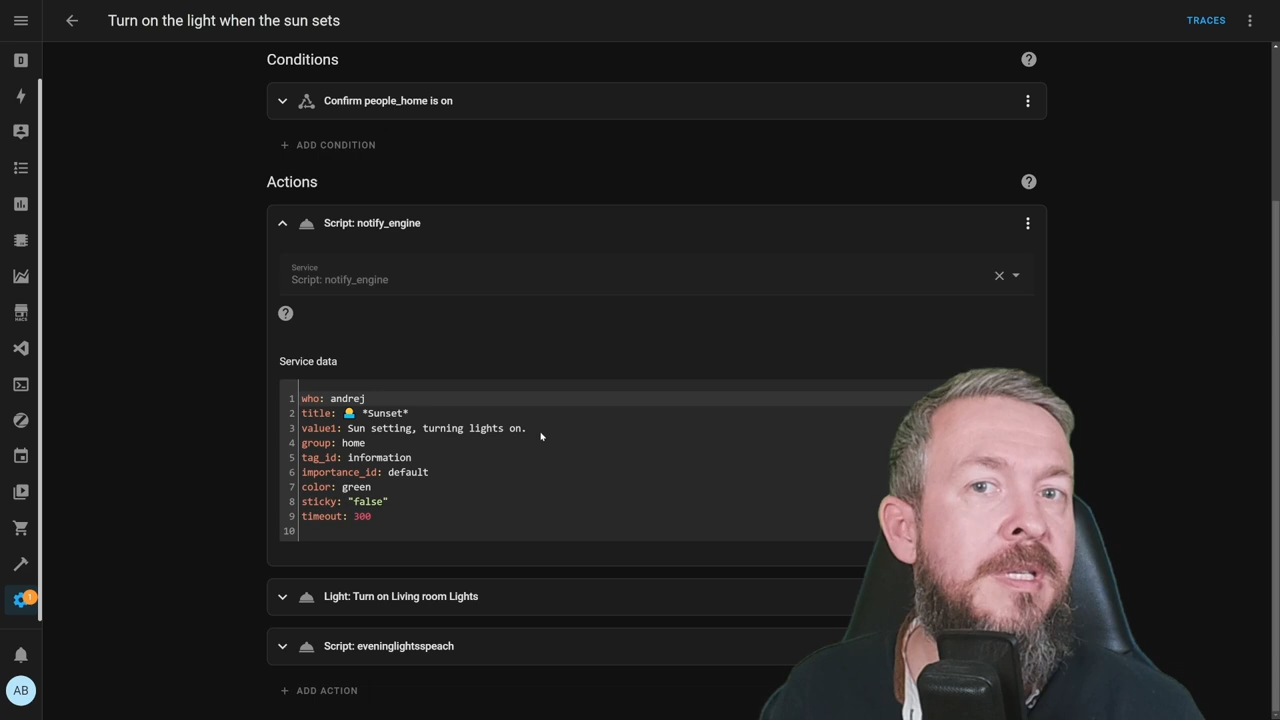 Turn on the light when the sun sets
TRACES
Conditions
Confirm people_home is on
+ ADD CONDITION
Actions
Script: notify_engine
Service
Script: notify_engine
Service data
1 who: andrej
2 title: 🌅 *Sunset*
3 value1: Sun setting, turning lights on.
4 group: home
5 tag_id: information
6 importance_id: default
7 color: green
8 sticky: "false"
9 timeout: 300
10
Light: Turn on Living room Lights
Script: eveninglightsspeach
+ ADD ACTION
D
HACS
1
AB